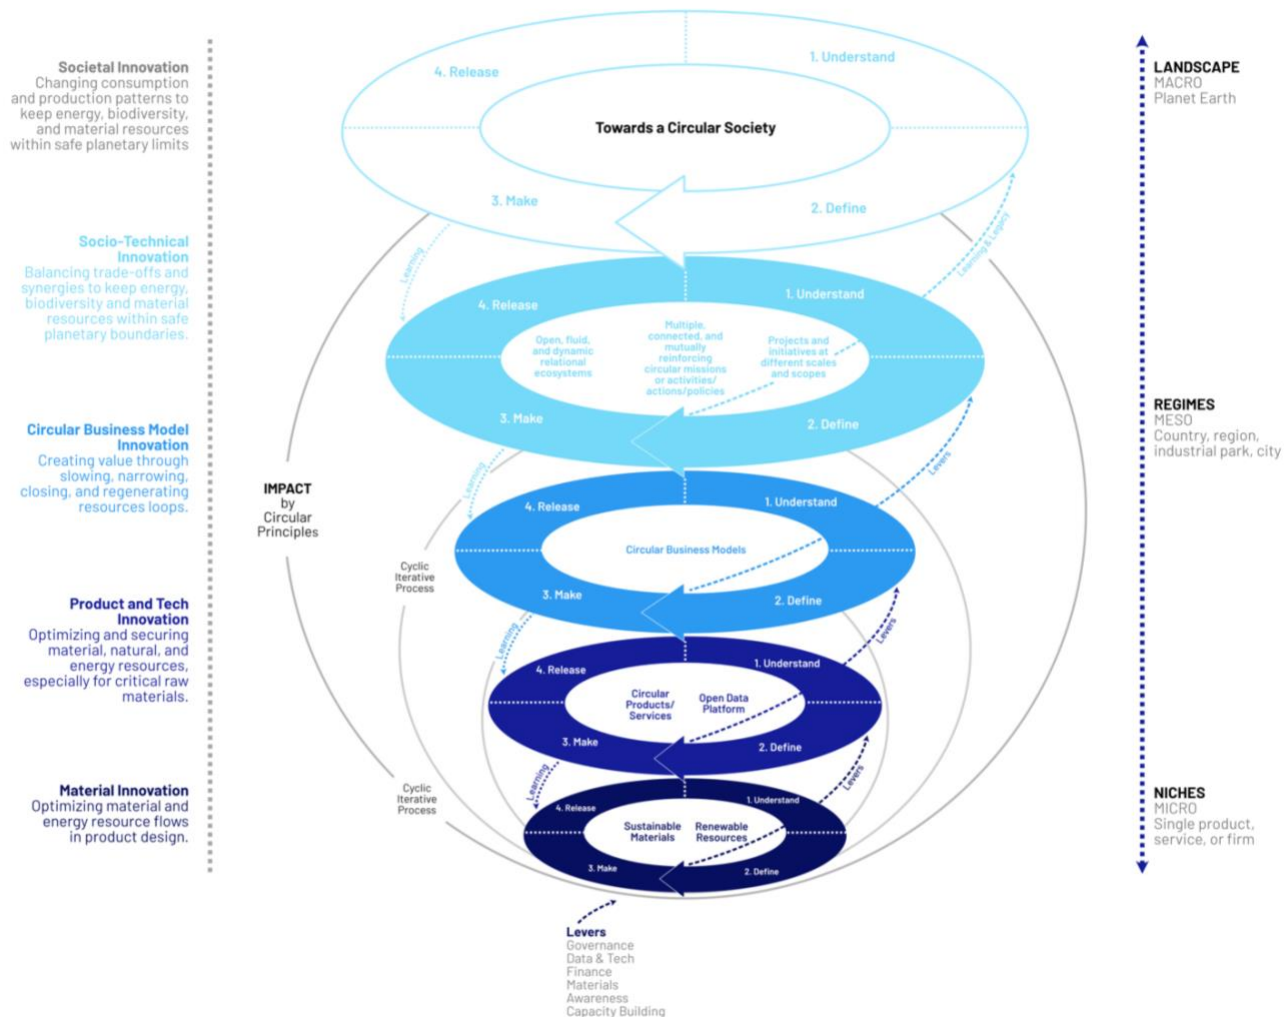 Societal Innovation
Changing consumption
and production patterns to
keep energy, biodiversity,
and material resources
within safe planetary limits
Socio-Technical
Innovation
Balancing trade-offs and
synergies to keep energy,
biodiversity and material
resources within safe
planetary boundaries.
Circular Business Model
Innovation
Creating value through
slowing, narrowing,
closing, and regenerating
resources loops.
Product and Tech
Innovation
Optimizing and securing
material, natural, and
energy resources,
especially for critical raw
materials.
Material Innovation
Optimizing material and
energy resource flows
in product design.
IMPACT
by
Circular
Principles
Cyclic
Iterative
Process
Cyclic
Iterative
Process
4. Release
1. Understand
Towards a Circular Society
3. Make
2. Define
Learning
Learning & Legacy
4. Release
1. Understand
Open, fluid,
and dynamic
relational
ecosystems
Multiple,
connected, and
mutually
reinforcing
circular missions
or activities/
actions/policies
Projects and
initiatives at
different scales
and scopes
3. Make
2. Define
Learning
Levers
4. Release
1. Understand
Circular Business Models
3. Make
2. Define
Learning
Levers
4. Release
1. Understand
Circular
Products/
Services
Open Data
Platform
3. Make
2. Define
Learning
Levers
4. Release
1. Understand
Sustainable
Materials
Renewable
Resources
3. Make
2. Define
Levers
Governance
Data & Tech
Finance
Materials
Awareness
Capacity Building
LANDSCAPE
MACRO
Planet Earth
REGIMES
MESO
Country, region,
industrial park, city
NICHES
MICRO
Single product,
service, or firm